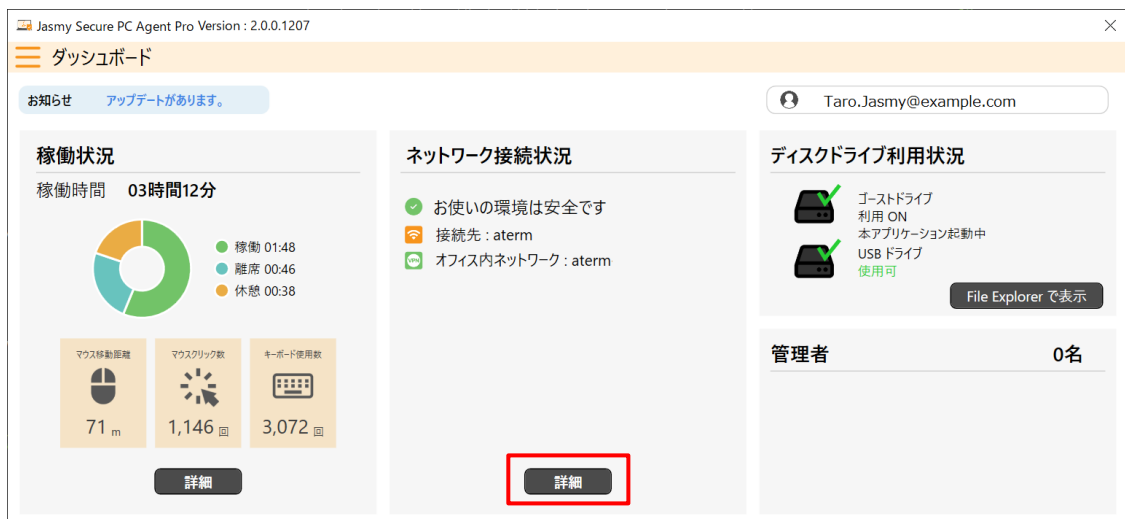 Jasmy Secure PC Agent Pro Version : 2.0.0.1207
ダッシュボード
お知らせ アップデートがあります。
Taro.Jasmy@example.com
稼働状況
稼働時間 03時間12分
稼働 01:48
離席 00:46
休憩 00:38
マウス移動距離
71 m
マウスクリック数
1,146 回
キーボード使用数
3,072 回
詳細
ネットワーク接続状況
お使いの環境は安全です
接続先 : aterm
VPN オフィス内ネットワーク : aterm
詳細
ディスクドライブ利用状況
ゴーストドライブ
利用 ON
本アプリケーション起動中
USB ドライブ
使用可
File Explorer で表示
管理者 0名